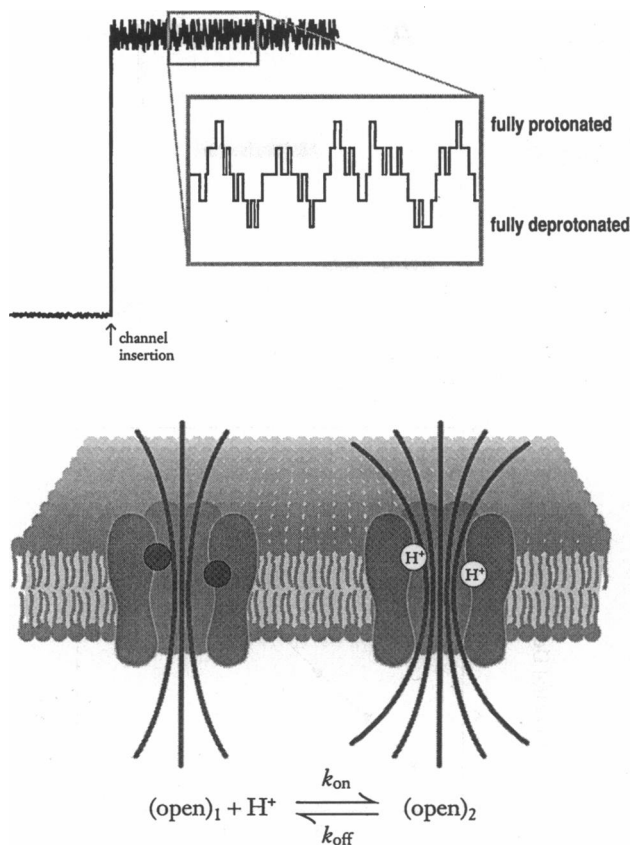 fully protonated
fully deprotonated
channel
insertion
H⁺
H⁺
k_on
(open)₁ + H⁺ ⇌ (open)₂
k_off